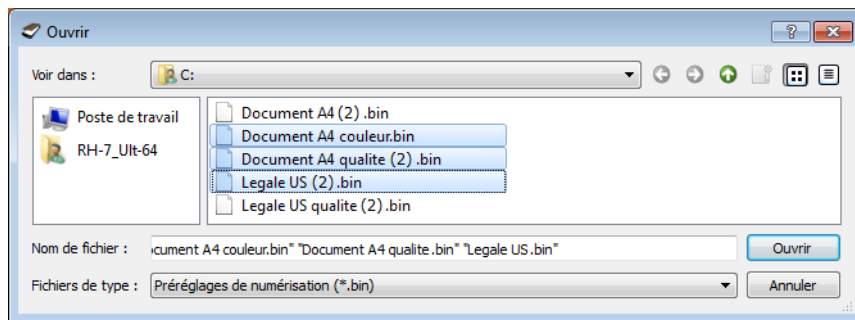 Ouvrir
Voir dans :
C:
Poste de travail
RH-7_Ult-64
Document A4 (2) .bin
Document A4 couleur.bin
Document A4 qualite (2) .bin
Legale US (2) .bin
Legale US qualite (2) .bin
Nom de fichier : cument A4 couleur.bin" "Document A4 qualite .bin" "Legale US .bin" Ouvrir
Fichiers de type : Préréglages de numérisation (*.bin) Annuler